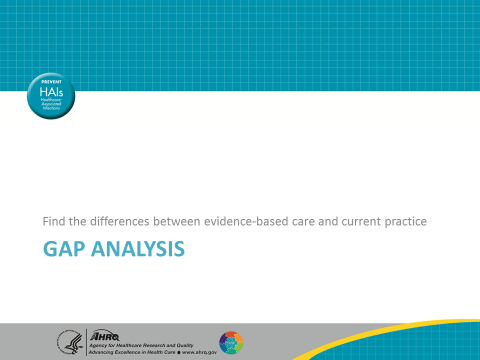 PREVENT
HAIs
Healthcare-
Associated
Infections
Find the differences between evidence-based care and current practice
GAP ANALYSIS
AHRQ
Agency for Healthcare Research and Quality
Advancing Excellence in Health Care • www.ahrq.gov